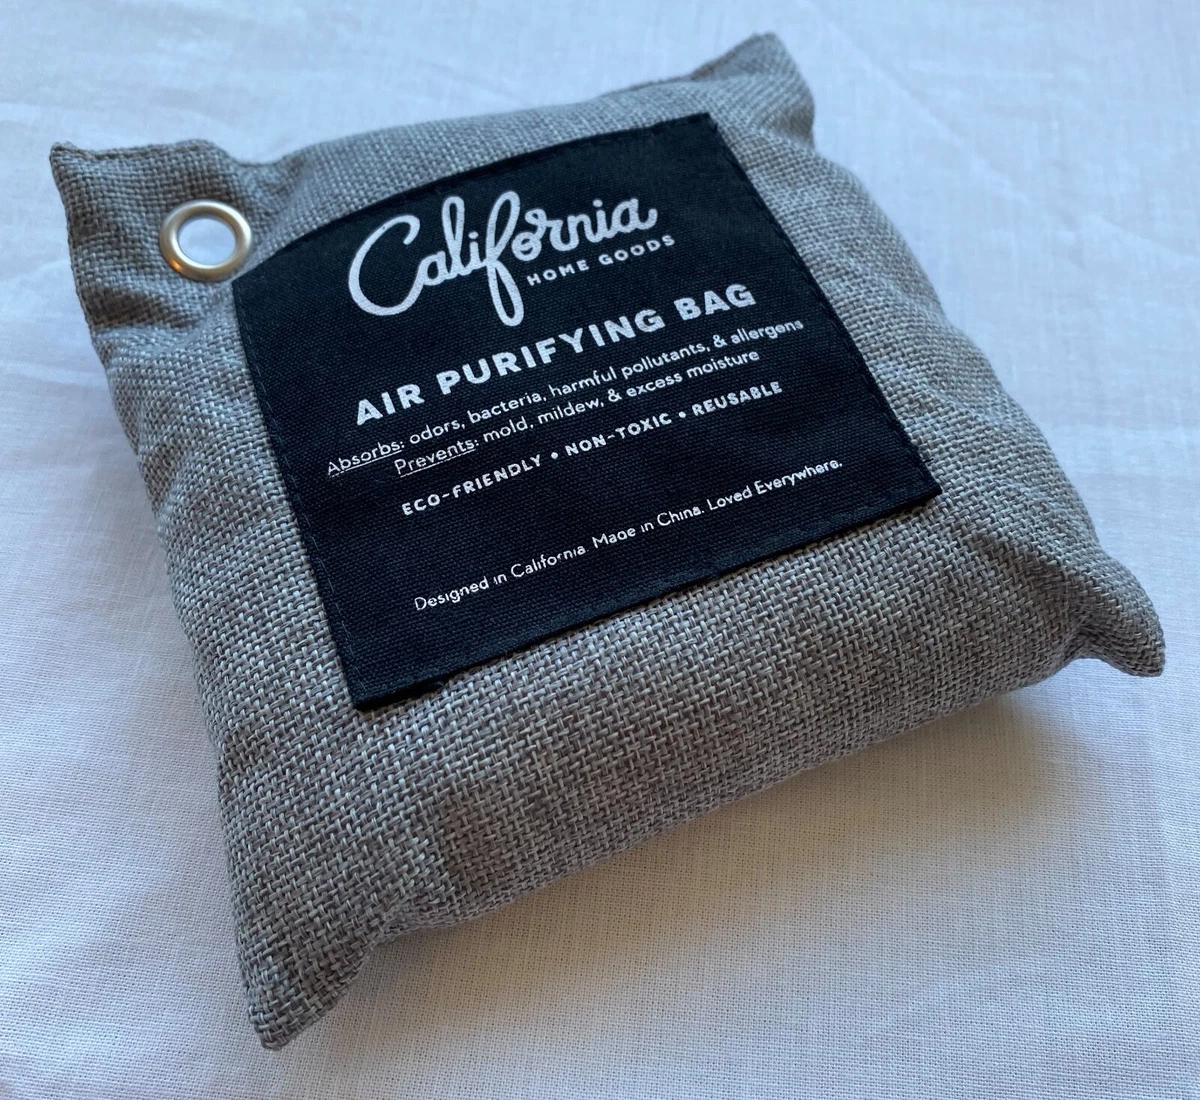 California
HOME GOODS
AIR PURIFYING BAG
Absorbs: odors, bacteria, harmful pollutants, & allergens
Prevents: mold, mildew, & excess moisture
ECO-FRIENDLY • NON-TOXIC • REUSABLE
Designed in California. Made in China. Loved Everywhere.